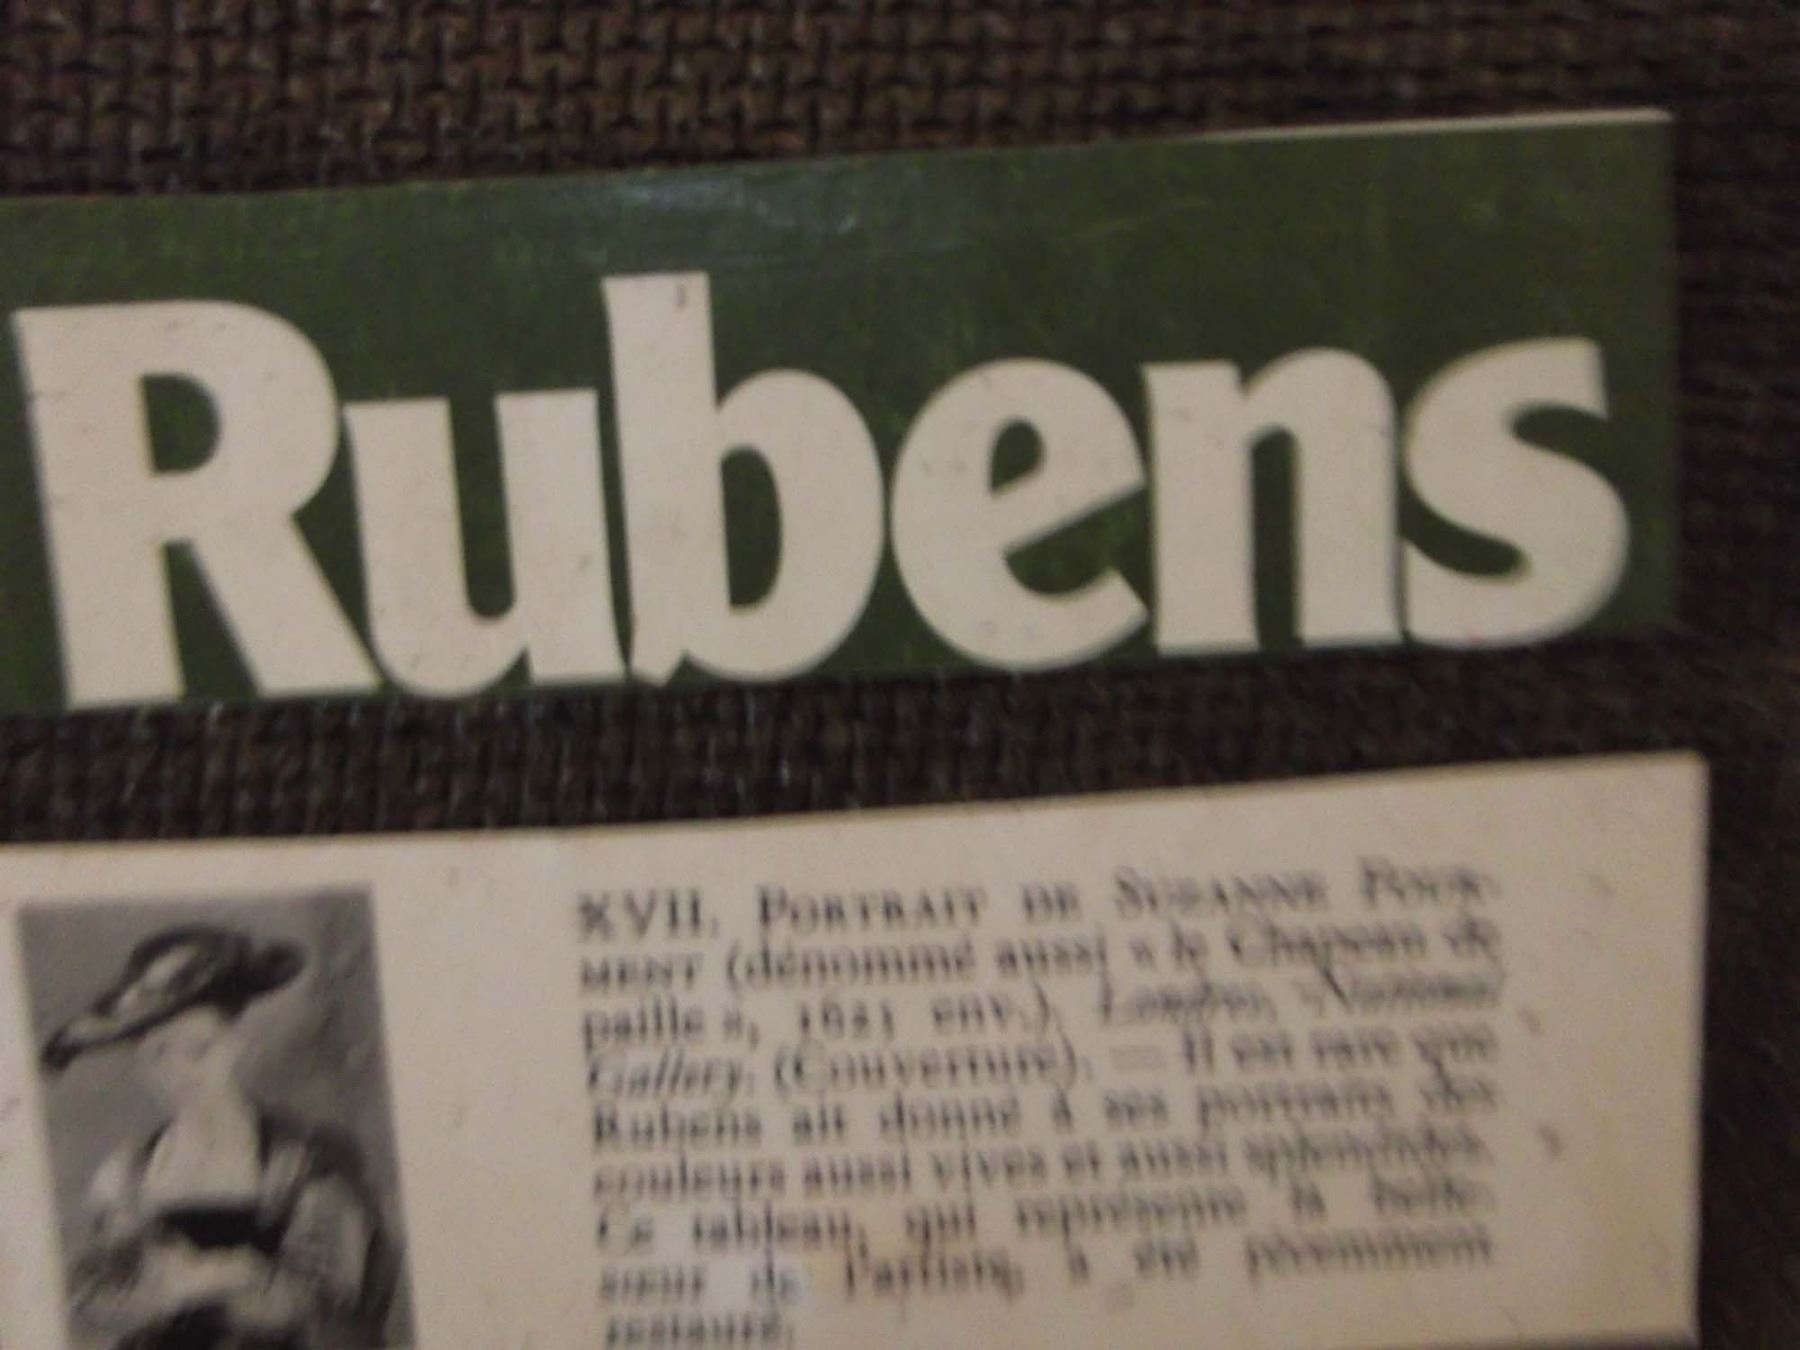 Rubens
XVII. PORTRAIT DE SUZANNE FOUR-
MENT (dénommé aussi « le Chapeau de
paille », 1621 env.). Londres, National
Gallery. (Couverture). — Il est rare que
Rubens ait donné à ses portraits des
couleurs aussi vives et aussi splendides.
Ce tableau, qui représente la belle-
sœur de l'artiste, a été récemment
restauré.